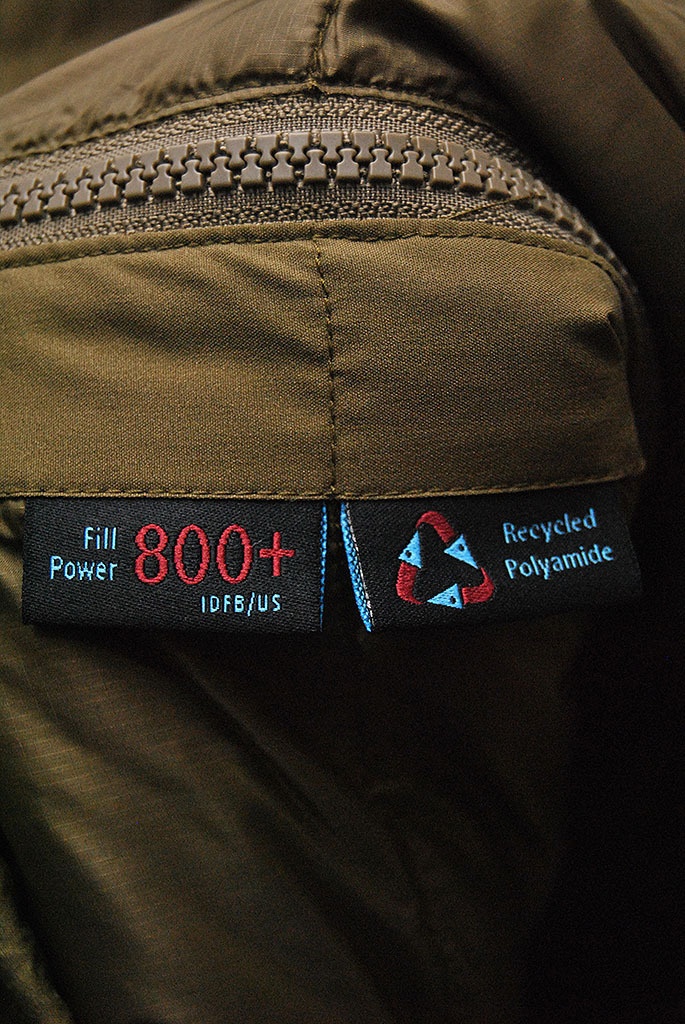 Fill
Power
800+
IDFB/US
Recycled
Polyamide